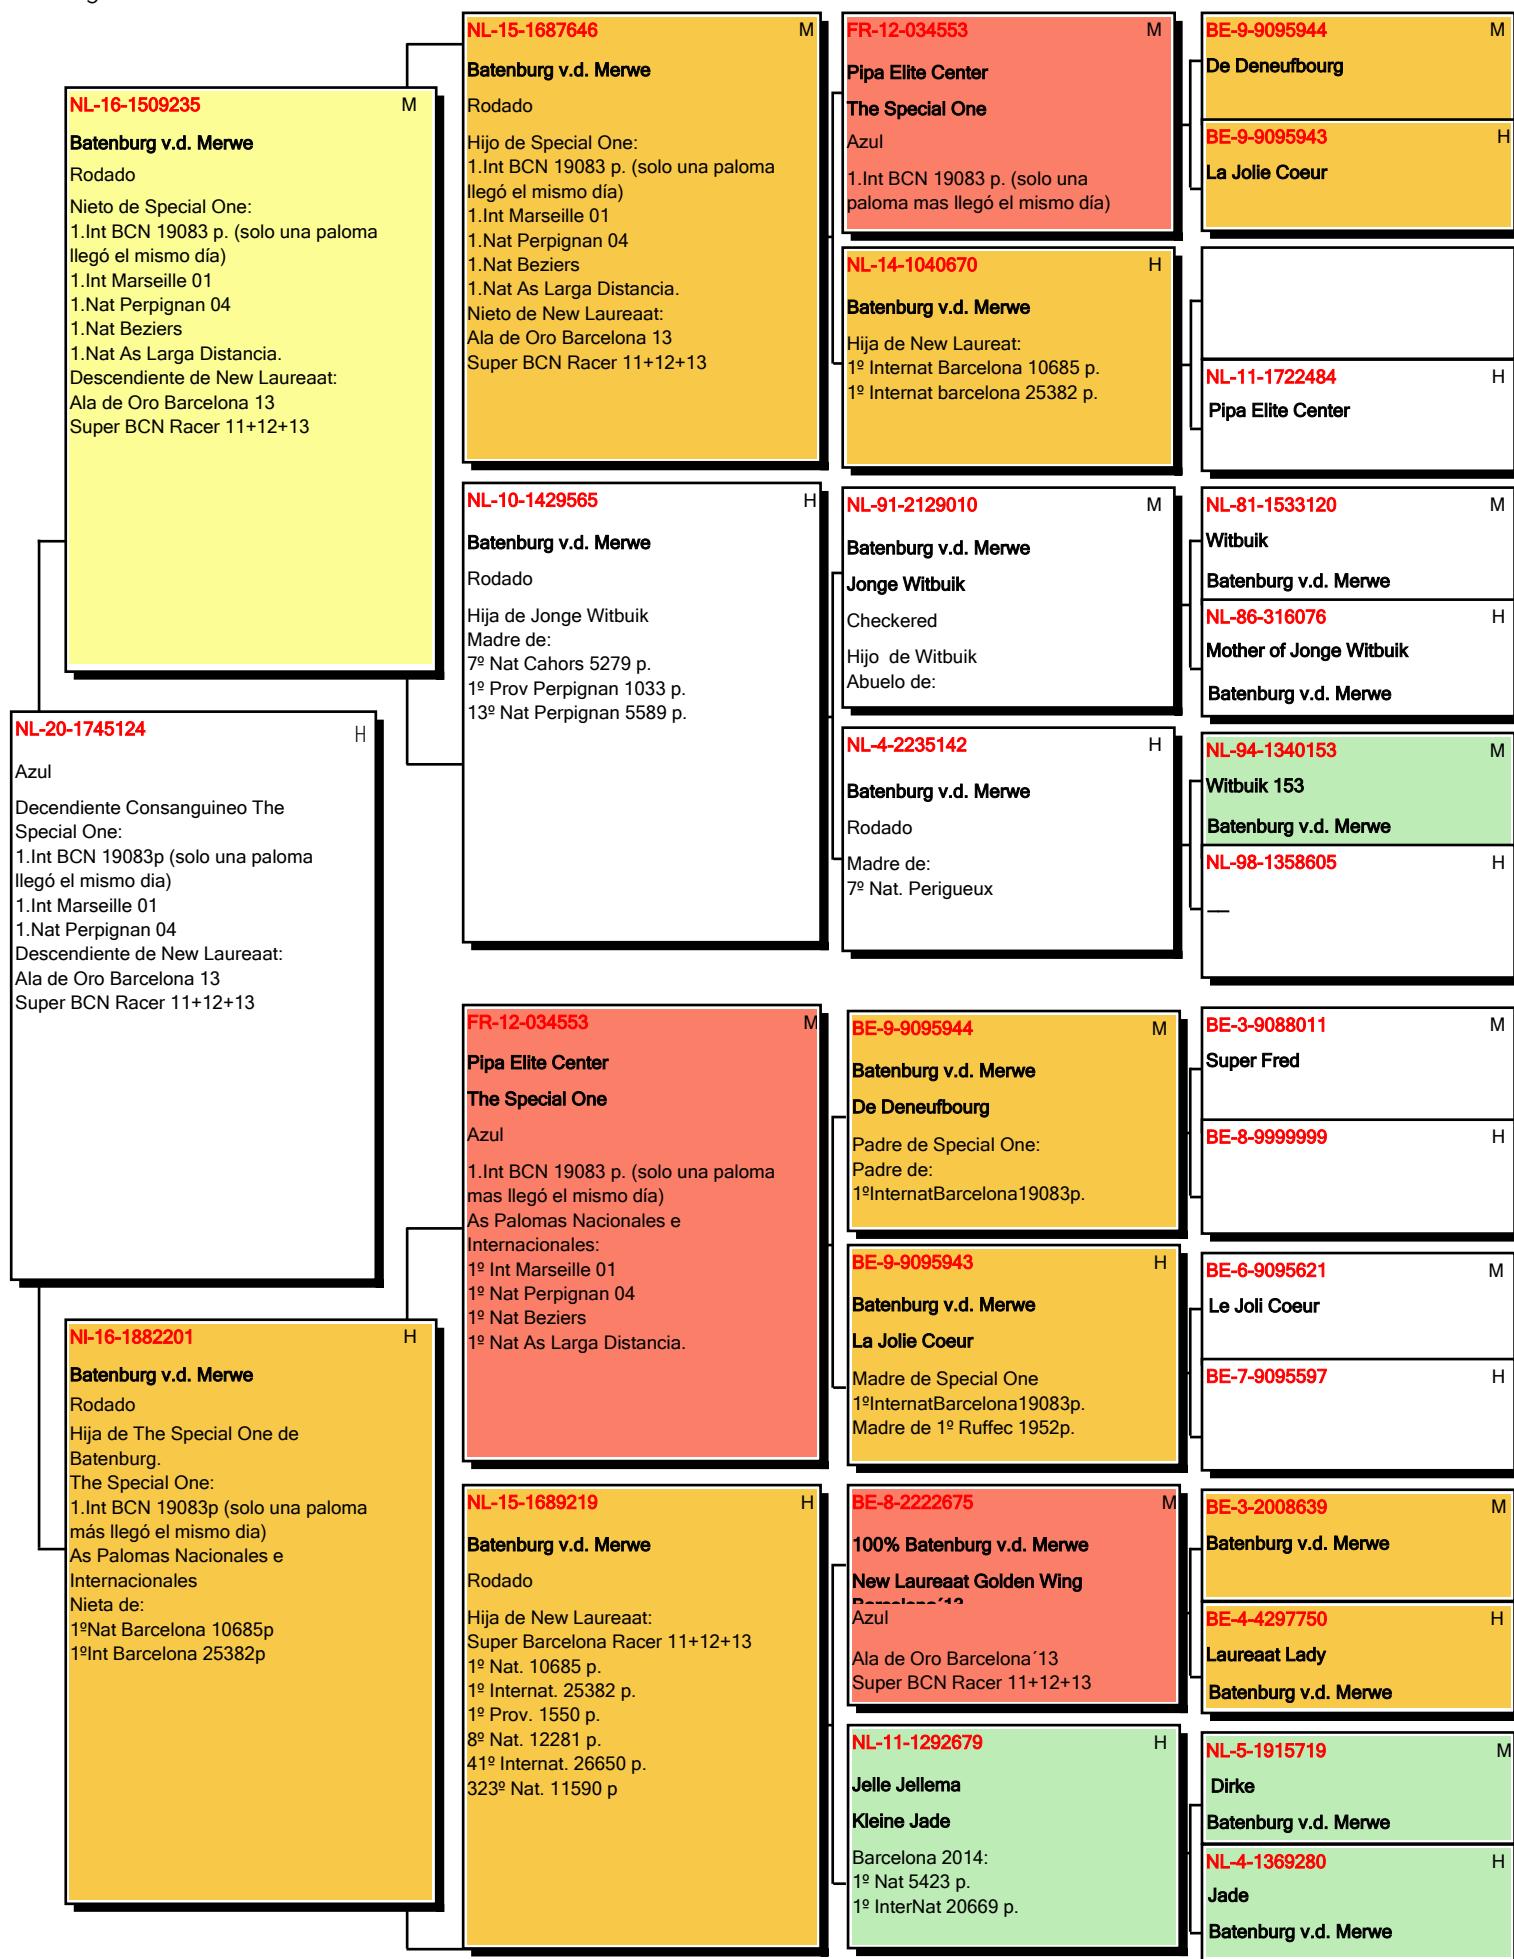 NL-20-1745124 H
Azul
Decendiente Consanguineo The
Special One:
1.Int BCN 19083p (solo una paloma
llegó el mismo dia)
1.Int Marseille 01
1.Nat Perpignan 04
Descendiente de New Laureaat:
Ala de Oro Barcelona 13
Super BCN Racer 11+12+13
NL-16-1509235 M
Batenburg v.d. Merwe
Rodado
Nieto de Special One:
1.Int BCN 19083 p. (solo una paloma
llegó el mismo día)
1.Int Marseille 01
1.Nat Perpignan 04
1.Nat Beziers
1.Nat As Larga Distancia.
Descendiente de New Laureaat:
Ala de Oro Barcelona 13
Super BCN Racer 11+12+13
NI-16-1882201 H
Batenburg v.d. Merwe
Rodado
Hija de The Special One de
Batenburg.
The Special One:
1.Int BCN 19083p (solo una paloma
más llegó el mismo dia)
As Palomas Nacionales e
Internacionales
Nieta de:
1ºNat Barcelona 10685p
1ºInt Barcelona 25382p
NL-15-1687646 M
Batenburg v.d. Merwe
Rodado
Hijo de Special One:
1.Int BCN 19083 p. (solo una paloma
llegó el mismo día)
1.Int Marseille 01
1.Nat Perpignan 04
1.Nat Beziers
1.Nat As Larga Distancia.
Nieto de New Laureaat:
Ala de Oro Barcelona 13
Super BCN Racer 11+12+13
NL-10-1429565 H
Batenburg v.d. Merwe
Rodado
Hija de Jonge Witbuik
Madre de:
7º Nat Cahors 5279 p.
1º Prov Perpignan 1033 p.
13º Nat Perpignan 5589 p.
FR-12-034553 M
Pipa Elite Center
The Special One
Azul
1.Int BCN 19083 p. (solo una paloma
mas llegó el mismo día)
As Palomas Nacionales e
Internacionales:
1º Int Marseille 01
1º Nat Perpignan 04
1º Nat Beziers
1º Nat As Larga Distancia.
NL-15-1689219 H
Batenburg v.d. Merwe
Rodado
Hija de New Laureaat:
Super Barcelona Racer 11+12+13
1º Nat. 10685 p.
1º Internat. 25382 p.
1º Prov. 1550 p.
8º Nat. 12281 p.
41º Internat. 26650 p.
323º Nat. 11590 p
FR-12-034553 M
Pipa Elite Center
The Special One
Azul
1.Int BCN 19083 p. (solo una
paloma mas llegó el mismo día)
NL-14-1040670 H
Batenburg v.d. Merwe
Hija de New Laureat:
1º Internat Barcelona 10685 p.
1º Internat barcelona 25382 p.
NL-91-2129010 M
Batenburg v.d. Merwe
Jonge Witbuik
Checkered
Hijo de Witbuik
Abuelo de:
NL-4-2235142 H
Batenburg v.d. Merwe
Rodado
Madre de:
7º Nat. Perigueux
BE-9-9095944 M
Batenburg v.d. Merwe
De Deneufbourg
Padre de Special One:
Padre de:
1ºInternatBarcelona19083p.
BE-9-9095943 H
Batenburg v.d. Merwe
La Jolie Coeur
Madre de Special One
1ºInternatBarcelona19083p.
Madre de 1º Ruffec 1952p.
BE-8-2222675 M
100% Batenburg v.d. Merwe
New Laureaat Golden Wing
Barcelona´13
Azul
Ala de Oro Barcelona´13
Super BCN Racer 11+12+13
NL-11-1292679 H
Jelle Jellema
Kleine Jade
Barcelona 2014:
1º Nat 5423 p.
1º InterNat 20669 p.
BE-9-9095944 M
De Deneufbourg
BE-9-9095943 H
La Jolie Coeur
NL-11-1722484 H
Pipa Elite Center
NL-81-1533120 M
Witbuik
Batenburg v.d. Merwe
NL-86-316076 H
Mother of Jonge Witbuik
Batenburg v.d. Merwe
NL-94-1340153 M
Witbuik 153
Batenburg v.d. Merwe
NL-98-1358605 H
__
BE-3-9088011 M
Super Fred
BE-8-9999999 H
BE-6-9095621 M
Le Joli Coeur
BE-7-9095597 H
BE-3-2008639 M
Batenburg v.d. Merwe
BE-4-4297750 H
Laureaat Lady
Batenburg v.d. Merwe
NL-5-1915719 M
Dirke
Batenburg v.d. Merwe
NL-4-1369280 H
Jade
Batenburg v.d. Merwe